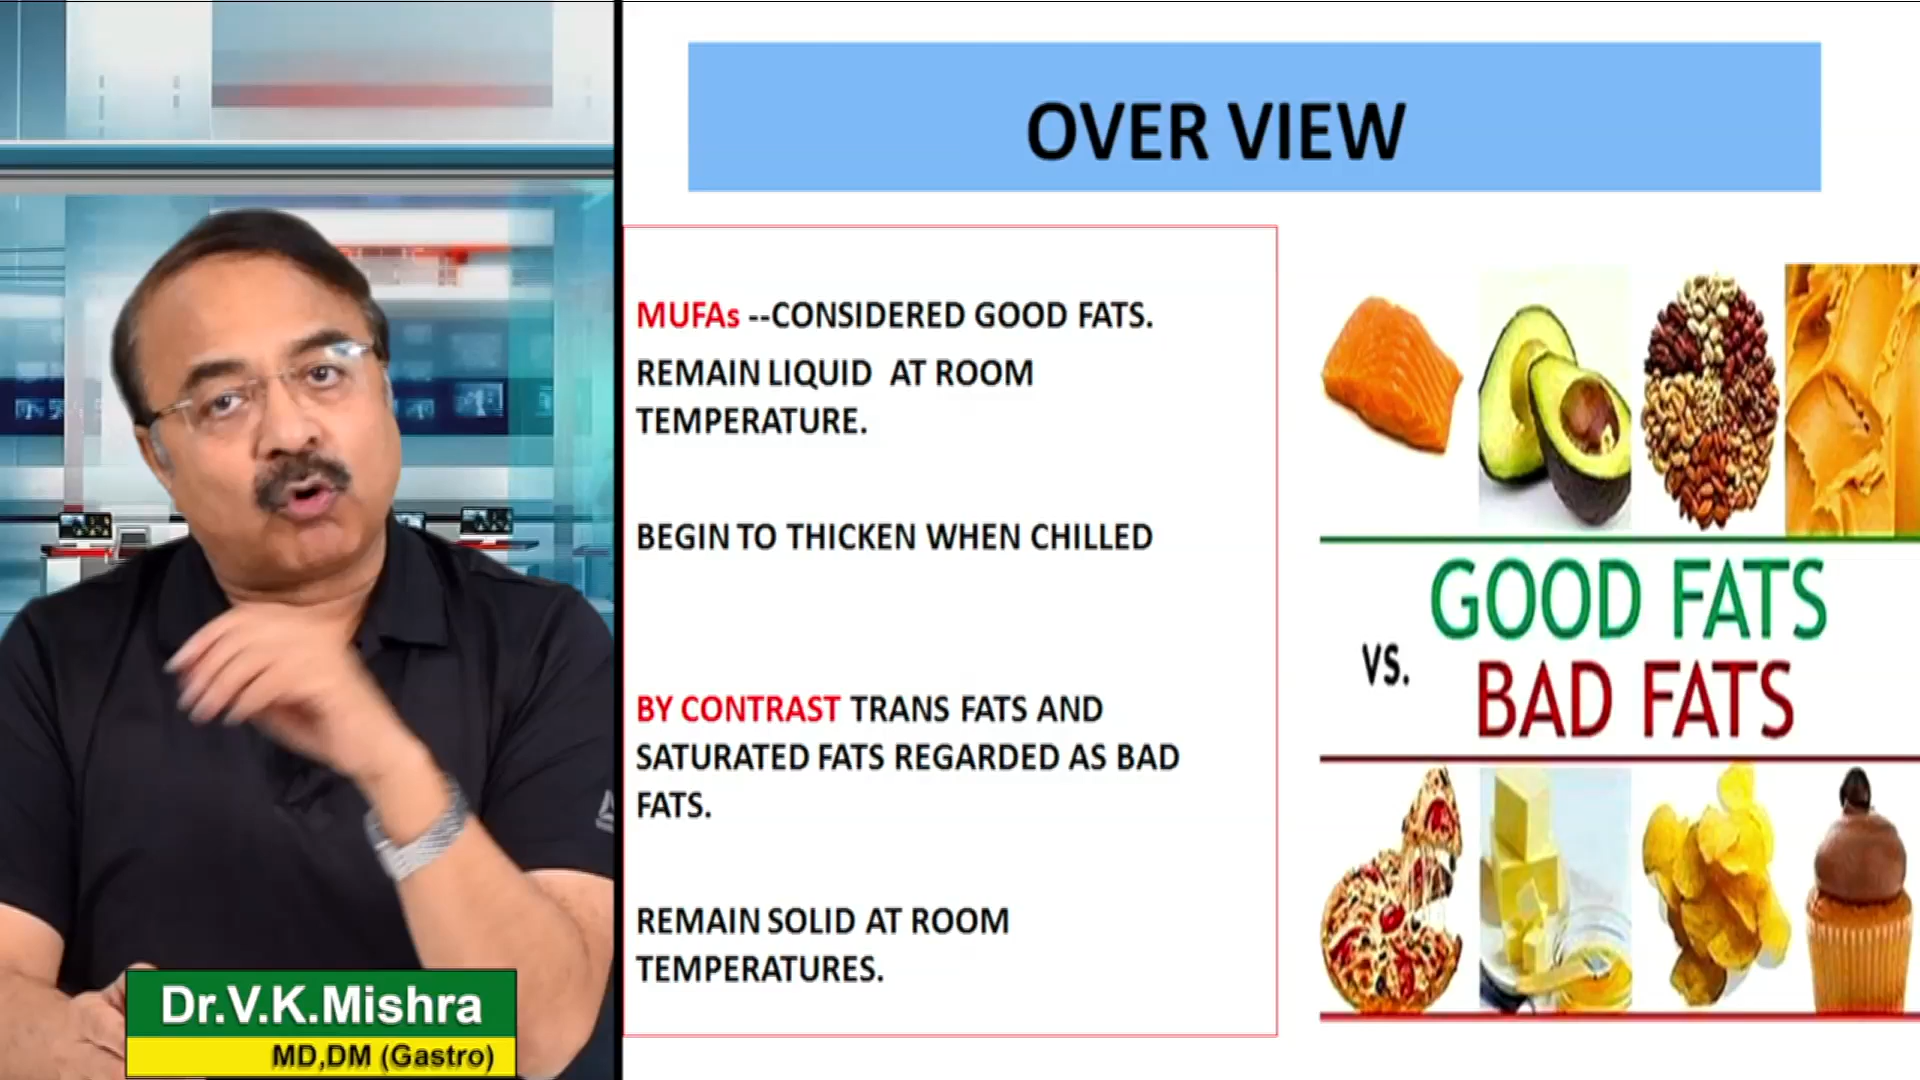 OVER VIEW
MUFAs --CONSIDERED GOOD FATS.
REMAIN LIQUID AT ROOM
TEMPERATURE.
BEGIN TO THICKEN WHEN CHILLED
BY CONTRAST TRANS FATS AND
SATURATED FATS REGARDED AS BAD
FATS.
REMAIN SOLID AT ROOM
TEMPERATURES.
GOOD FATS
VS.
BAD FATS
Dr.V.K.Mishra
MD,DM (Gastro)